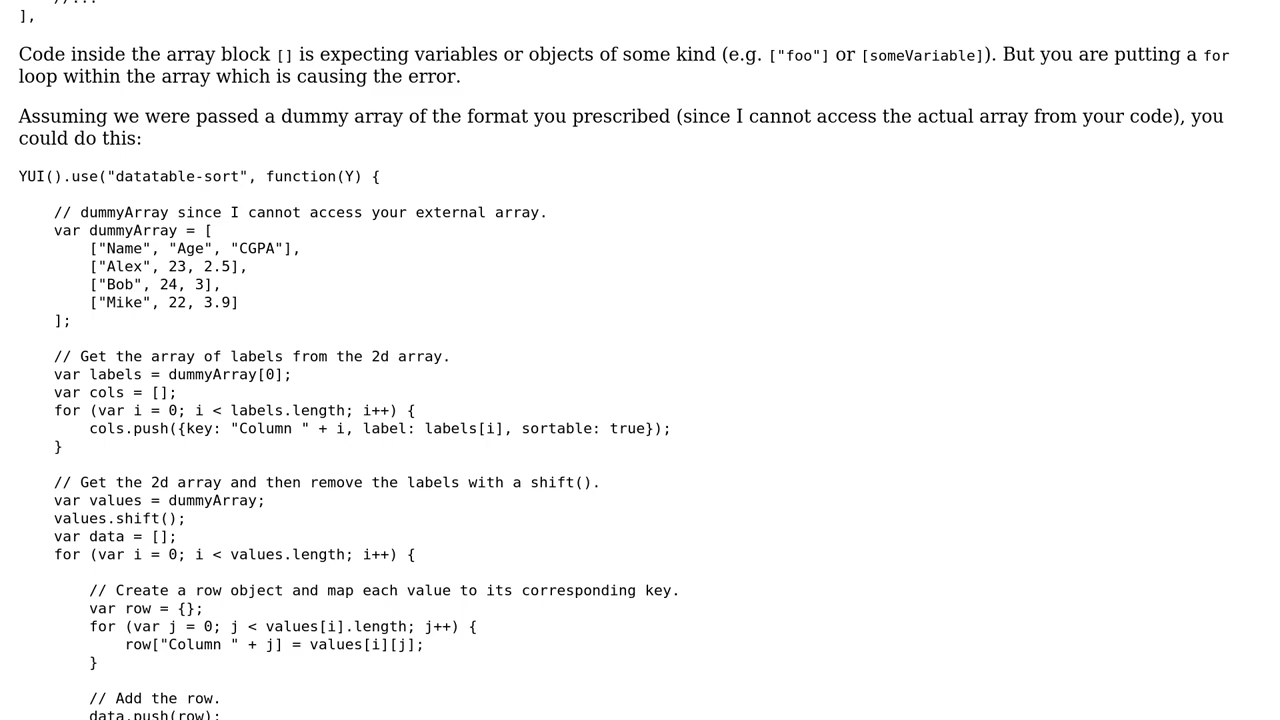 //...
],
Code inside the array block [] is expecting variables or objects of some kind (e.g. ["foo"] or [someVariable]). But you are putting a for
loop within the array which is causing the error.
Assuming we were passed a dummy array of the format you prescribed (since I cannot access the actual array from your code), you
could do this:
YUI().use("datatable-sort", function(Y) {
    // dummyArray since I cannot access your external array.
    var dummyArray = [
        ["Name", "Age", "CGPA"],
        ["Alex", 23, 2.5],
        ["Bob", 24, 3],
        ["Mike", 22, 3.9]
    ];
    // Get the array of labels from the 2d array.
    var labels = dummyArray[0];
    var cols = [];
    for (var i = 0; i < labels.length; i++) {
        cols.push({key: "Column " + i, label: labels[i], sortable: true});
    }
    // Get the 2d array and then remove the labels with a shift().
    var values = dummyArray;
    values.shift();
    var data = [];
    for (var i = 0; i < values.length; i++) {
        // Create a row object and map each value to its corresponding key.
        var row = {};
        for (var j = 0; j < values[i].length; j++) {
            row["Column " + j] = values[i][j];
        }
        // Add the row.
        data.push(row);